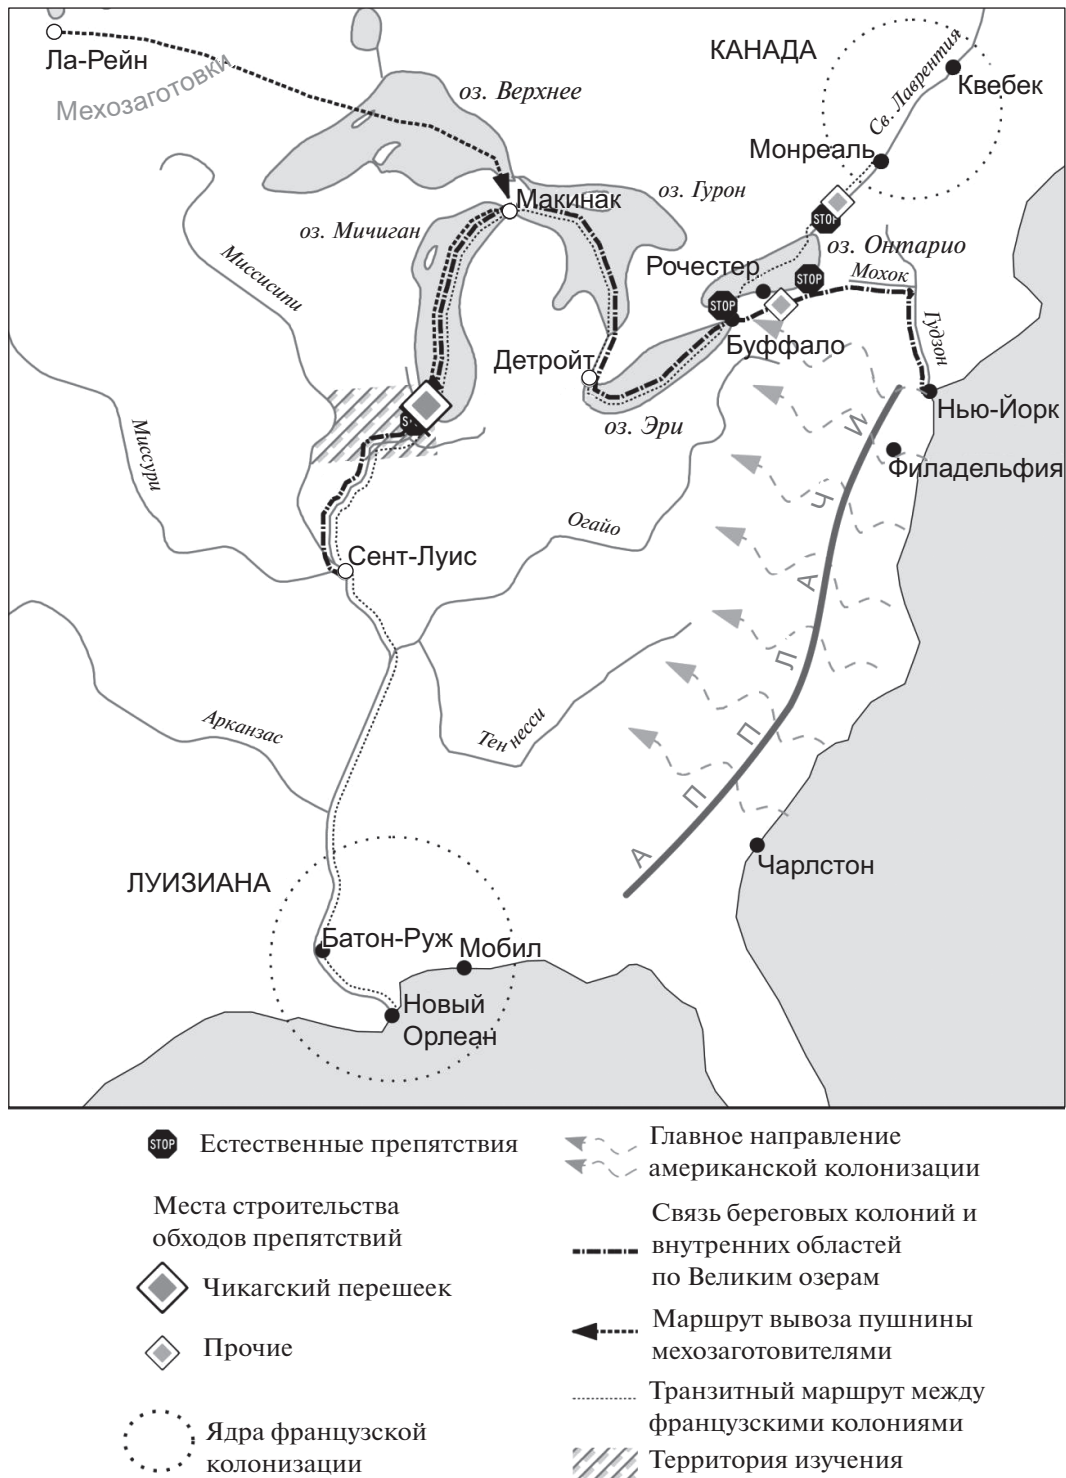 Ла-Рейн
Мехозаготовки
КАНАДА
Св. Лаврентия
Квебек
оз. Верхнее
Монреаль
Макинак
оз. Гурон
STOP
оз. Мичиган
оз. Онтарио
Рочестер
STOP
Мохок
Миссисипи
STOP
Гудзон
Буффало
Детройт
Нью-Йорк
STOP
оз. Эри
Миссури
Филадельфия
Огайо
Сент-Луис
АППЛАЧИ
Арканзас
Теннесси
Чарлстон
ЛУИЗИАНА
Батон-Руж
Мобил
Новый
Орлеан
STOP
Естественные препятствия
Места строительства
обходов препятствий
Чикагский перешеек
Прочие
Ядра французской
колонизации
Главное направление
американской колонизации
Связь береговых колоний и
внутренних областей
по Великим озерам
Маршрут вывоза пушнины
мехозаготовителями
Транзитный маршрут между
французскими колониями
Территория изучения